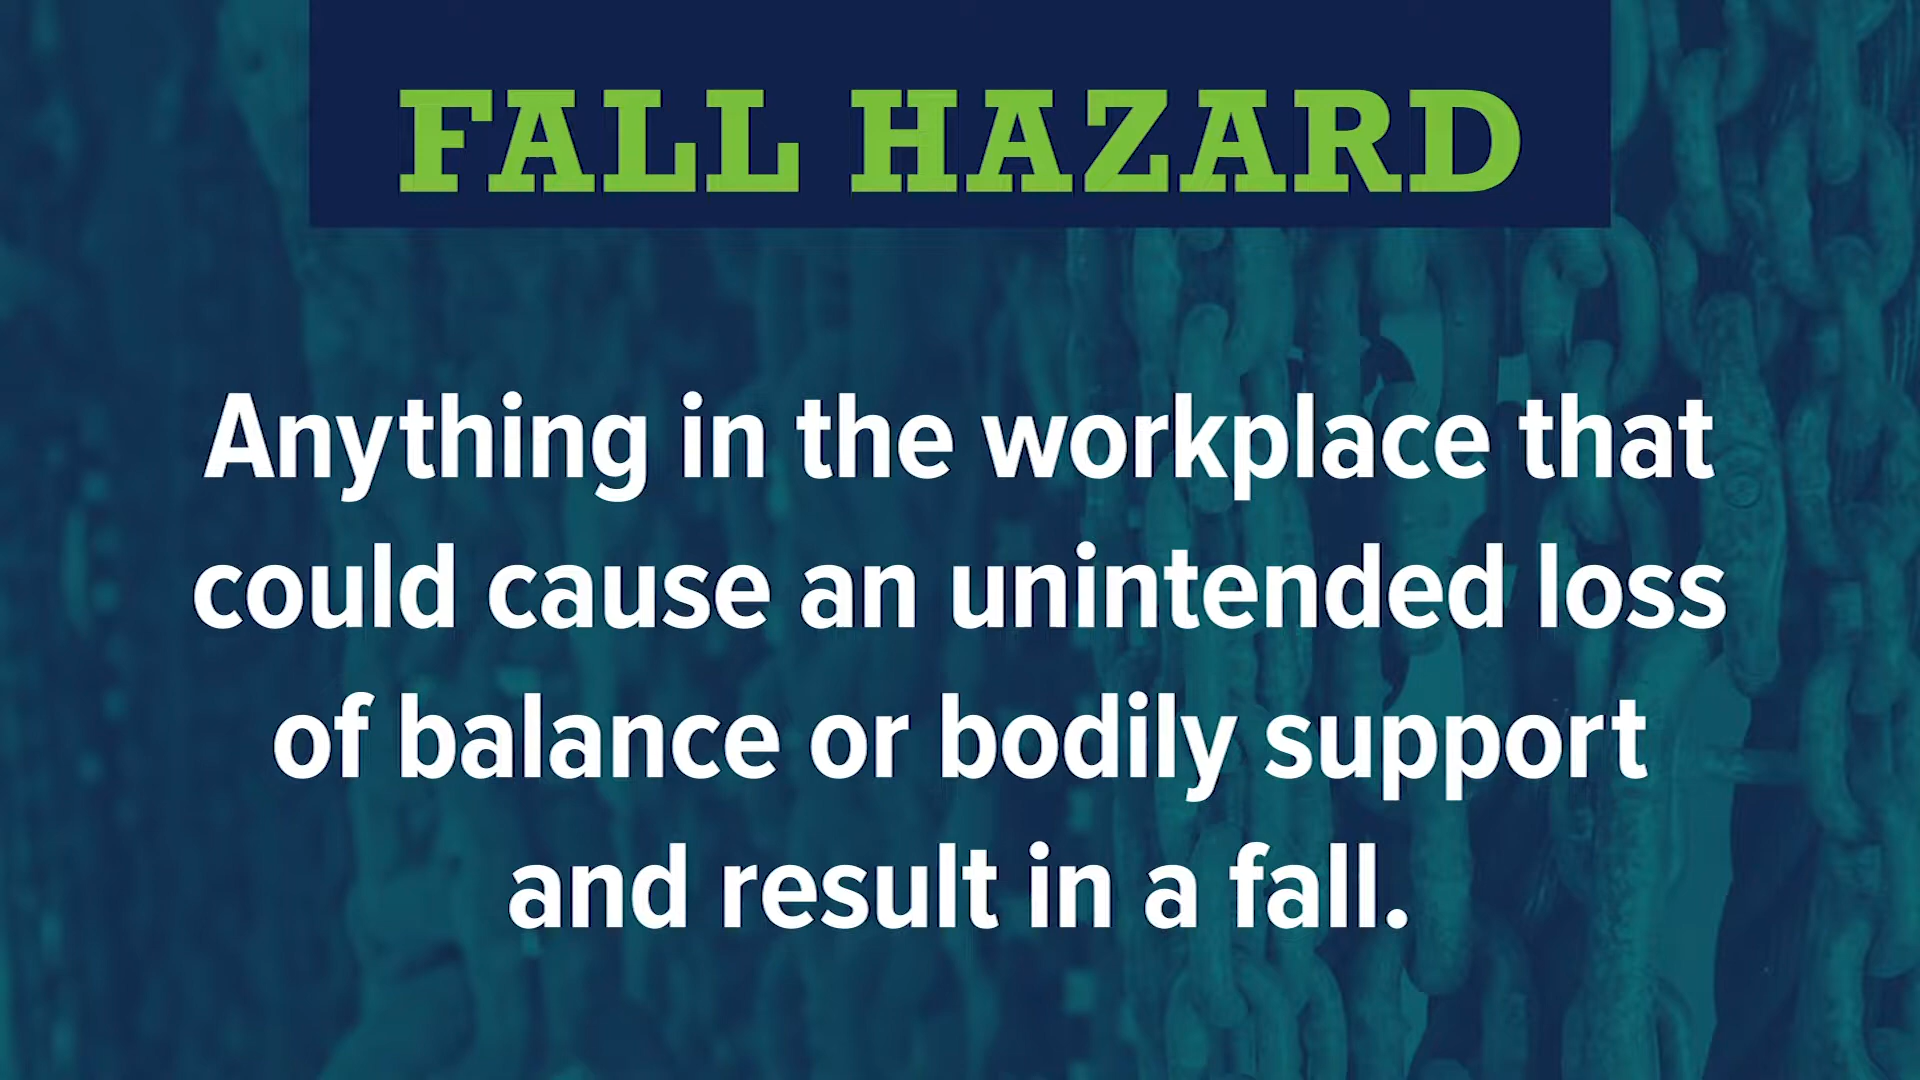 FALL HAZARD
Anything in the workplace that
could cause an unintended loss
of balance or bodily support
and result in a fall.